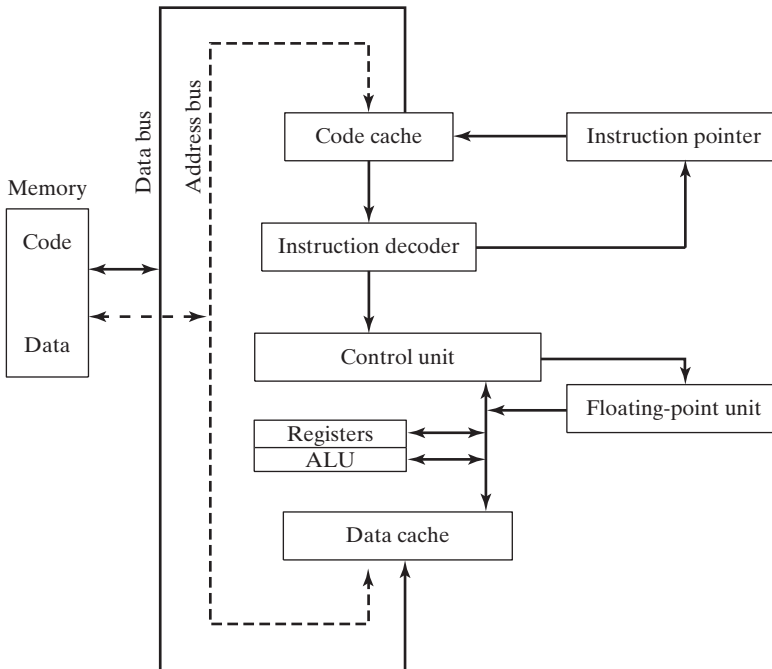 Data bus
Address bus
Code cache
Instruction pointer
Memory
Code
Instruction decoder
Data
Control unit
Floating-point unit
Registers
ALU
Data cache